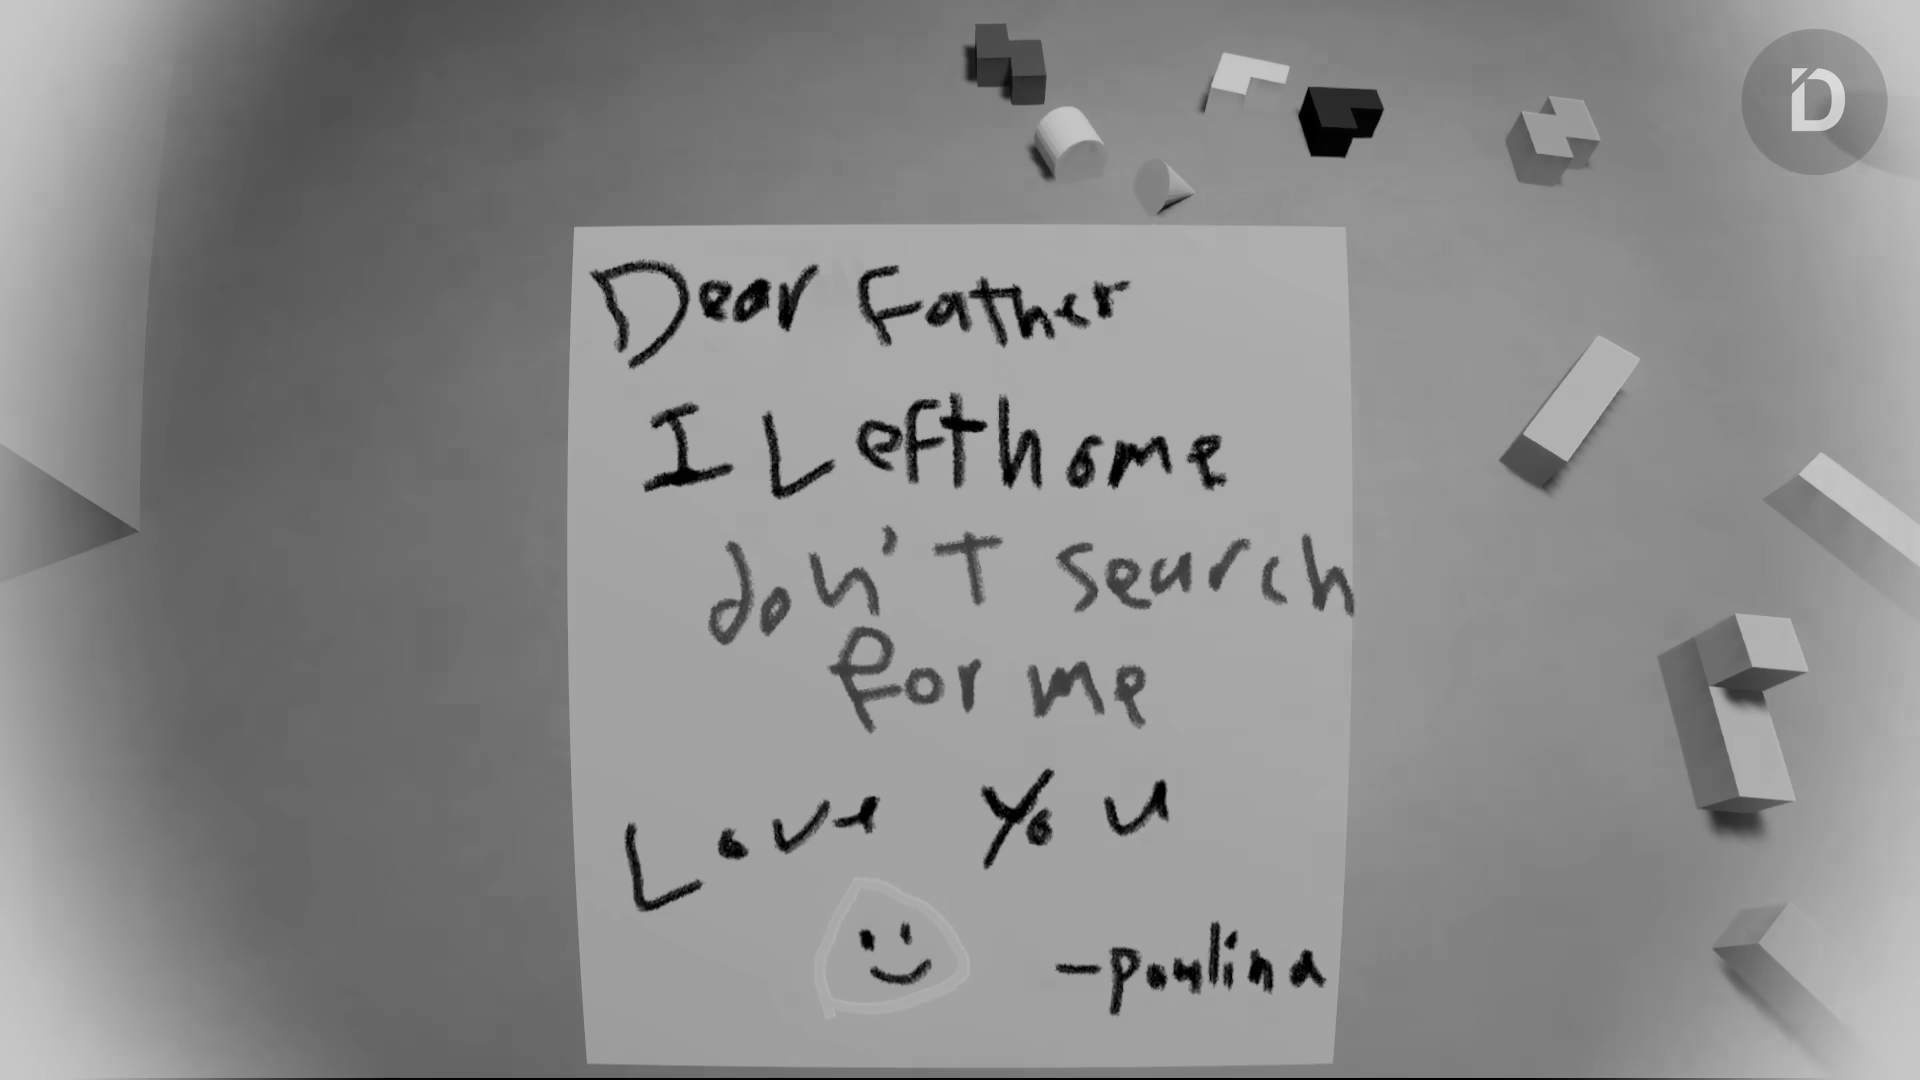 Dear Father
I Left home
don't search
for me
Love You
-paulina
D